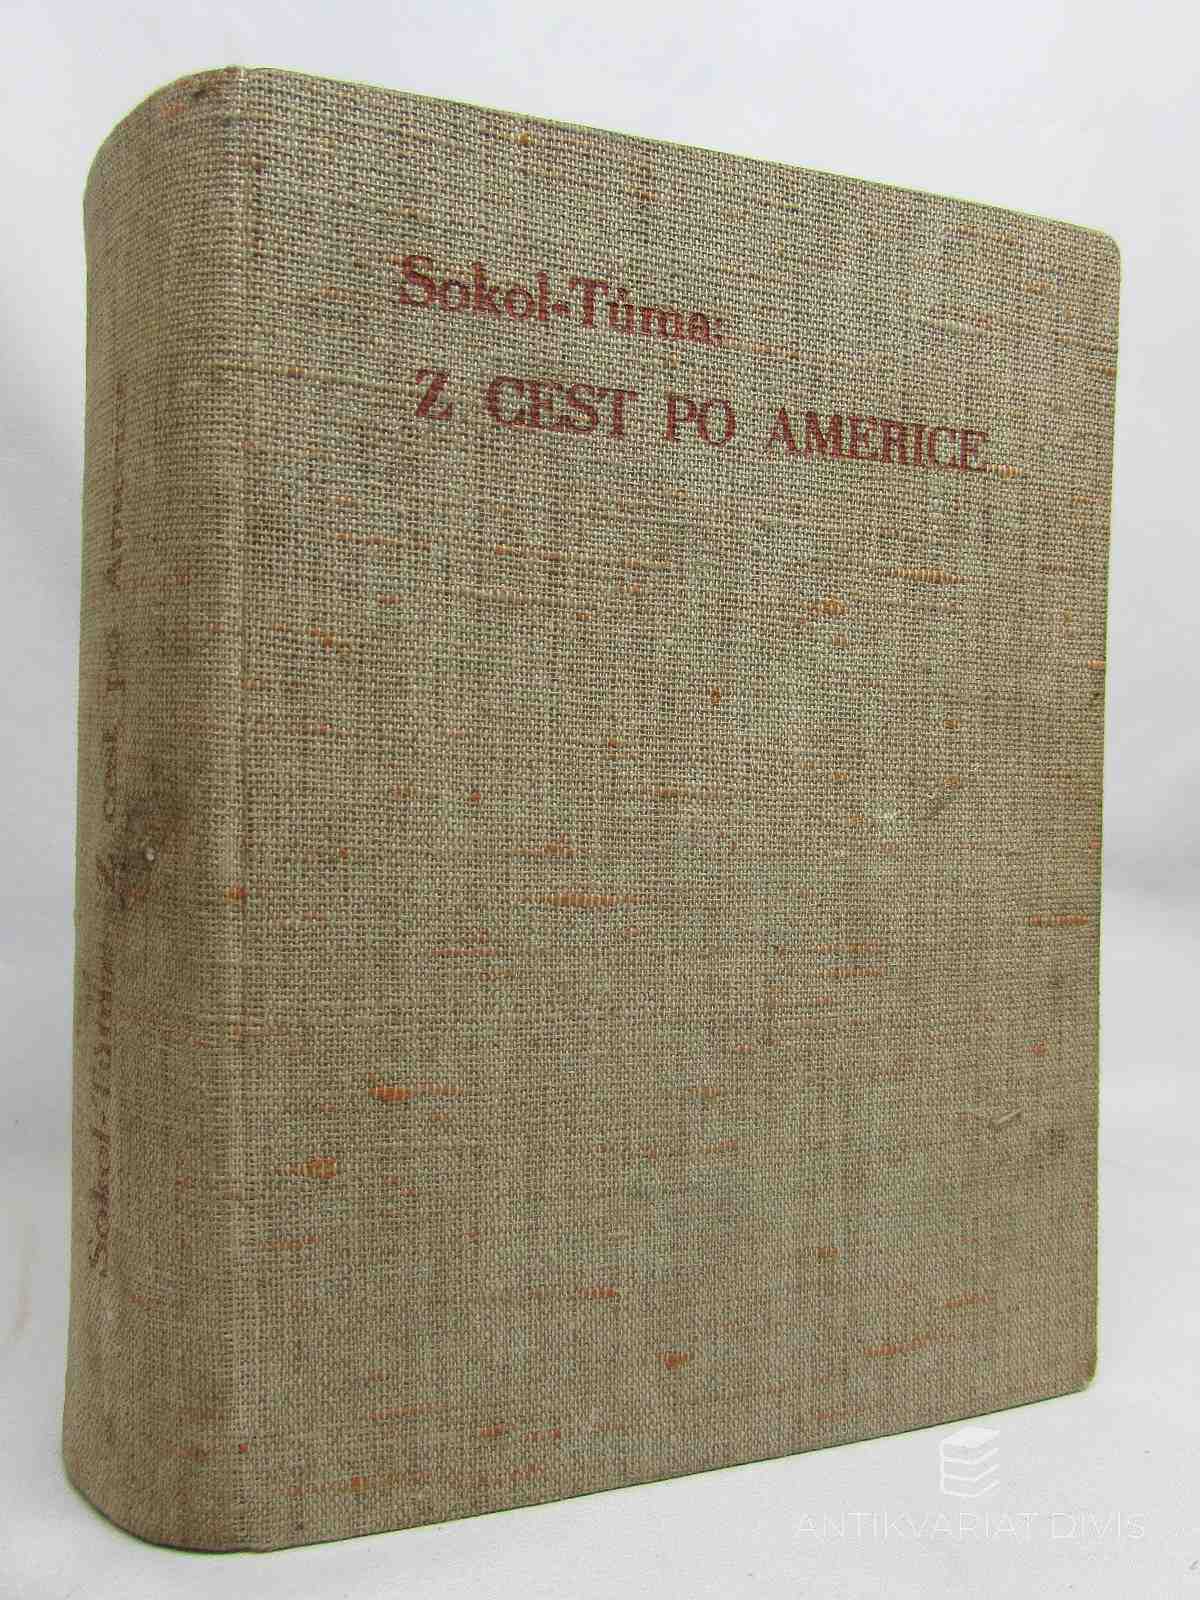 Sokol-Tůma:
Z CEST PO AMERICE
Sokol-Tůma: Z cest po Americe
ANTIKVARIAT DIVIS